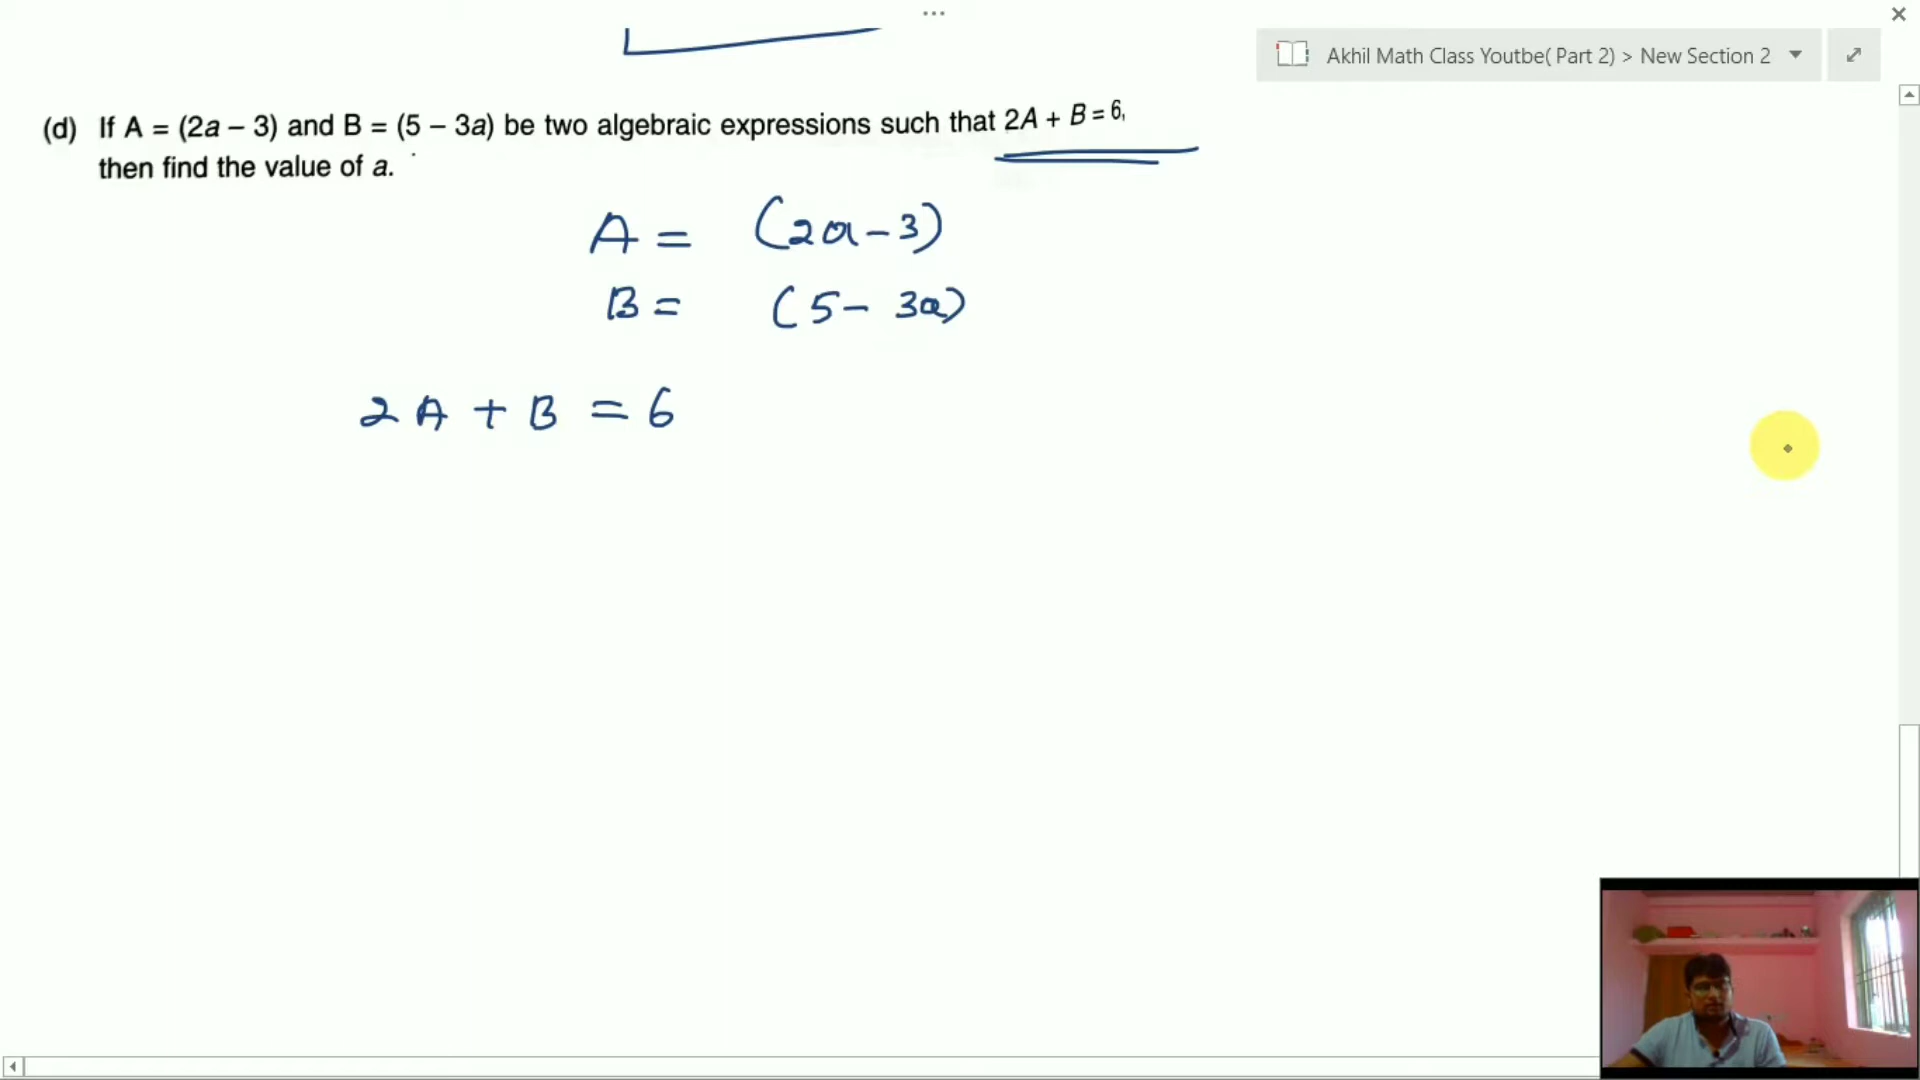 ...
Akhil Math Class Youtbe( Part 2) > New Section 2
(d) If A = (2a – 3) and B = (5 – 3a) be two algebraic expressions such that 2A + B = 6,
then find the value of a.
A = (2a-3)
B = (5- 3a)
2A + B = 6